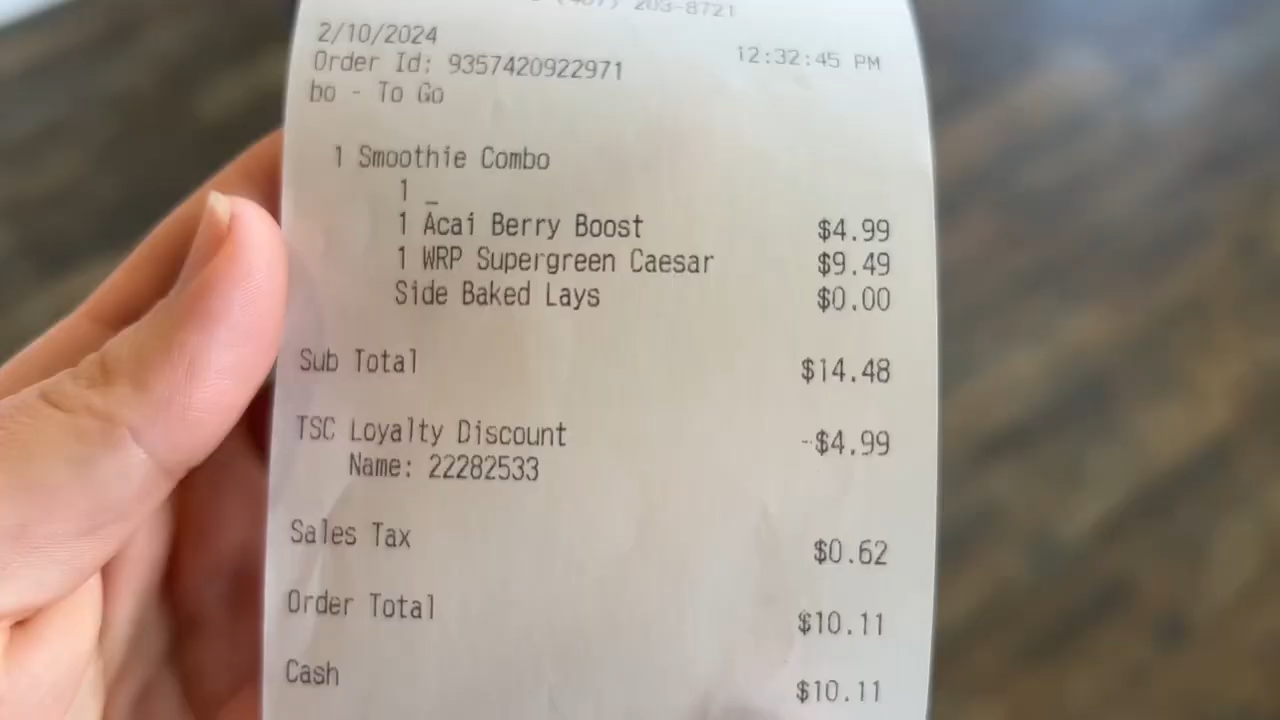 203-8721
2/10/2024 12:32:45 PM
Order Id: 9357420922971
bo - To Go
1 Smoothie Combo
1 _
1 Acai Berry Boost $4.99
1 WRP Supergreen Caesar $9.49
Side Baked Lays $0.00
Sub Total $14.48
TSC Loyalty Discount -$4.99
Name: 22282533
Sales Tax $0.62
Order Total $10.11
Cash $10.11